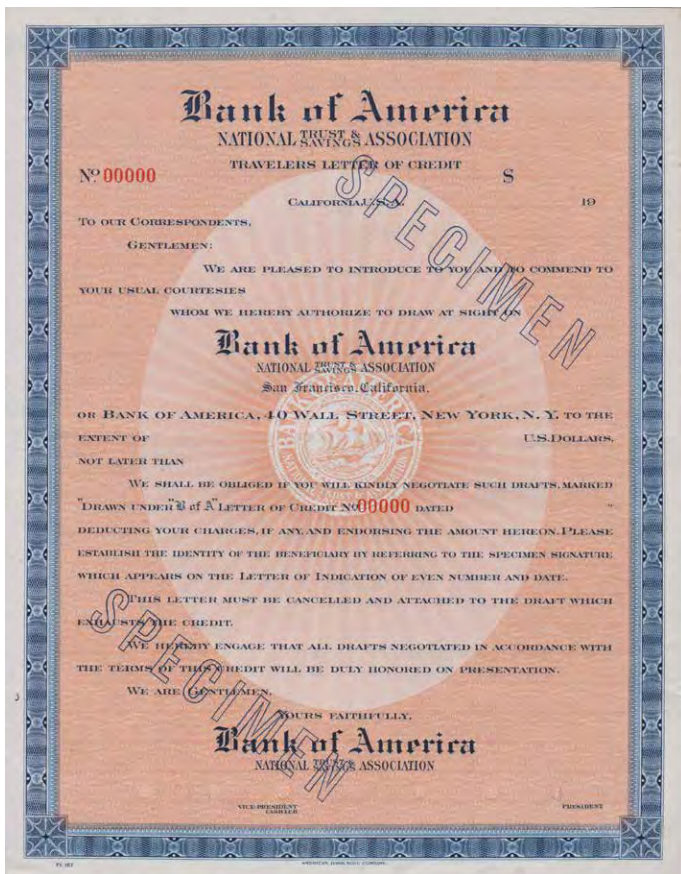 Bank of America
NATIONAL TRUST & SAVINGS ASSOCIATION
TRAVELERS LETTER OF CREDIT
Nº 00000 $
CALIFORNIA, U.S.A. 19
TO OUR CORRESPONDENTS,
GENTLEMEN:
WE ARE PLEASED TO INTRODUCE TO YOU AND TO COMMEND TO
YOUR USUAL COURTESIES
WHOM WE HEREBY AUTHORIZE TO DRAW AT SIGHT ON
SPECIMEN
Bank of America
NATIONAL TRUST & SAVINGS ASSOCIATION
San Francisco, California,
OR BANK OF AMERICA, 40 WALL STREET, NEW YORK, N.Y. TO THE
EXTENT OF U.S. DOLLARS,
NOT LATER THAN
WE SHALL BE OBLIGED IF YOU WILL KINDLY NEGOTIATE SUCH DRAFTS, MARKED
"DRAWN UNDER "B of A" LETTER OF CREDIT Nº 00000 DATED "
DEDUCTING YOUR CHARGES, IF ANY, AND ENDORSING THE AMOUNT HEREON. PLEASE
ESTABLISH THE IDENTITY OF THE BENEFICIARY BY REFERRING TO THE SPECIMEN SIGNATURE
WHICH APPEARS ON THE LETTER OF INDICATION OF EVEN NUMBER AND DATE.
THIS LETTER MUST BE CANCELLED AND ATTACHED TO THE DRAFT WHICH
EXHAUSTS THE CREDIT.
WE HEREBY ENGAGE THAT ALL DRAFTS NEGOTIATED IN ACCORDANCE WITH
THE TERMS OF THIS CREDIT WILL BE DULY HONORED ON PRESENTATION.
WE ARE GENTLEMEN,
YOURS FAITHFULLY,
SPECIMEN
Bank of America
NATIONAL TRUST & SAVINGS ASSOCIATION
VICE-PRESIDENT
CASHIER
PRESIDENT
AMERICAN BANK NOTE COMPANY.